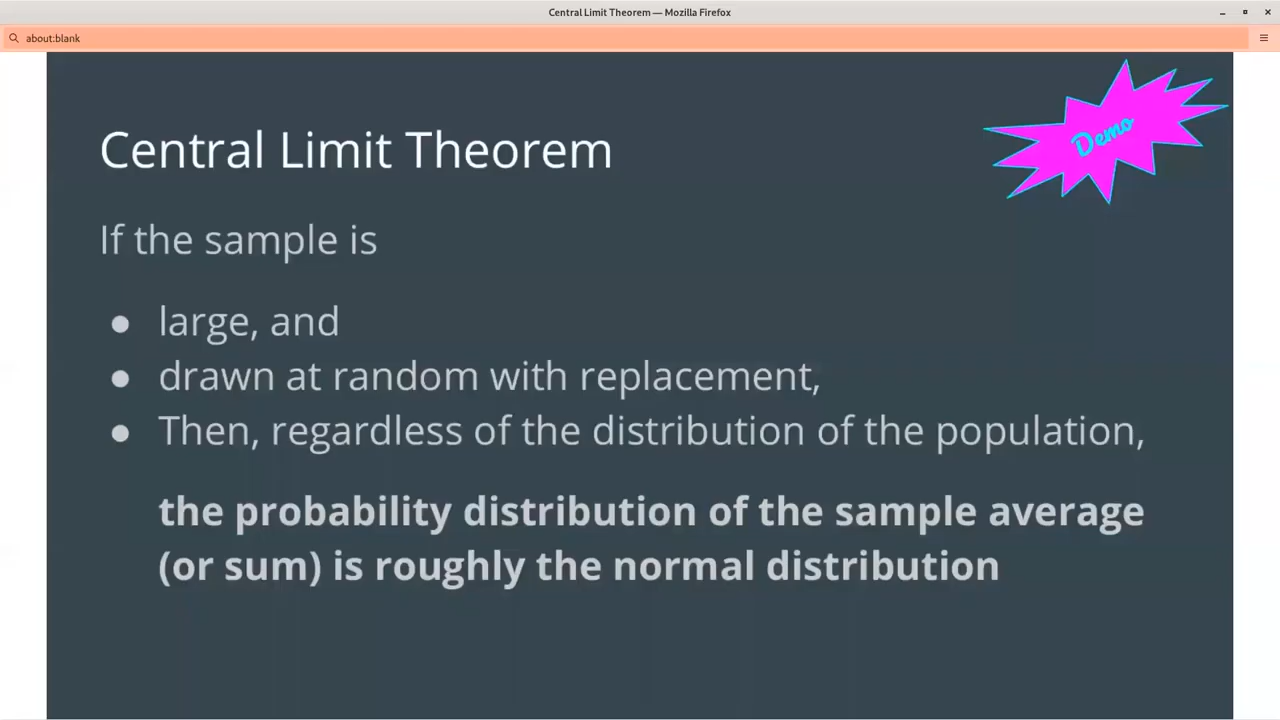 Central Limit Theorem — Mozilla Firefox
about:blank
Demo
Central Limit Theorem
If the sample is
● large, and
● drawn at random with replacement,
● Then, regardless of the distribution of the population,
the probability distribution of the sample average
(or sum) is roughly the normal distribution